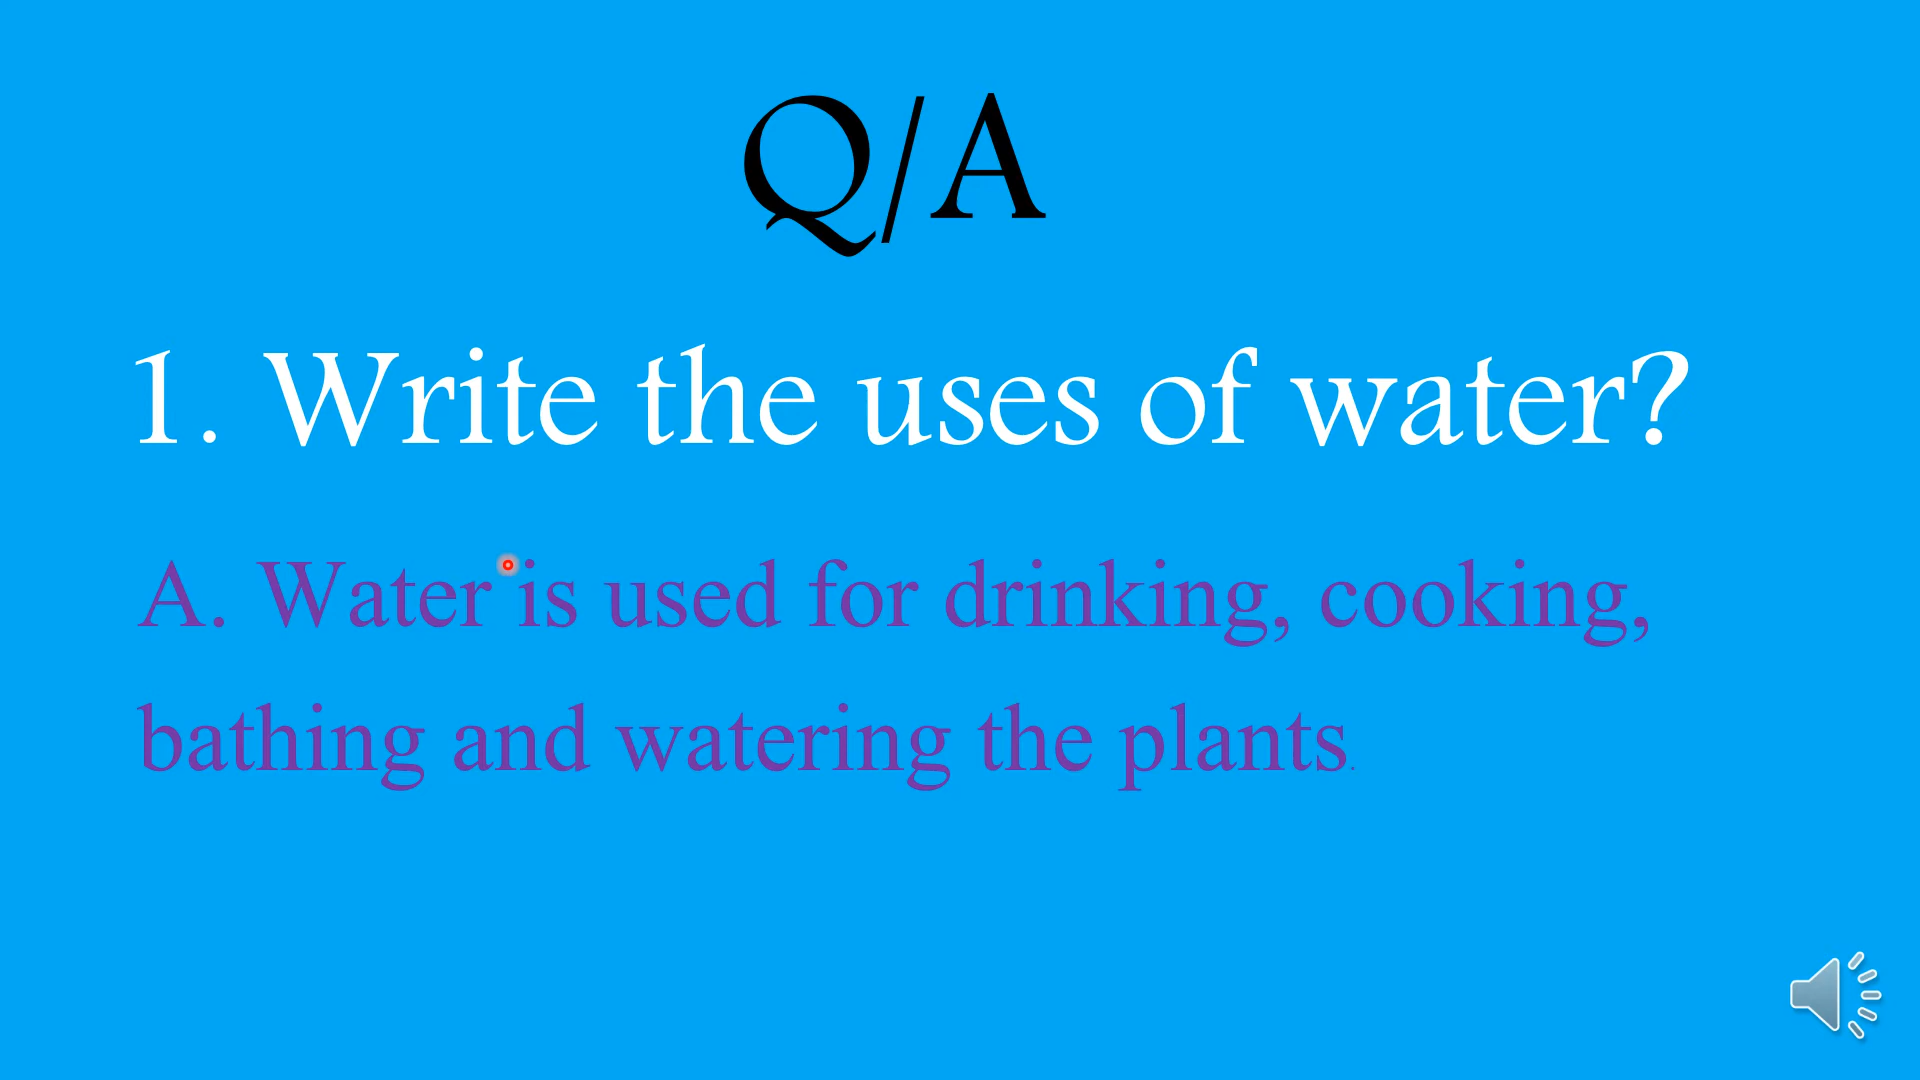 Q/A
1. Write the uses of water?
A. Water is used for drinking, cooking,
bathing and watering the plants.